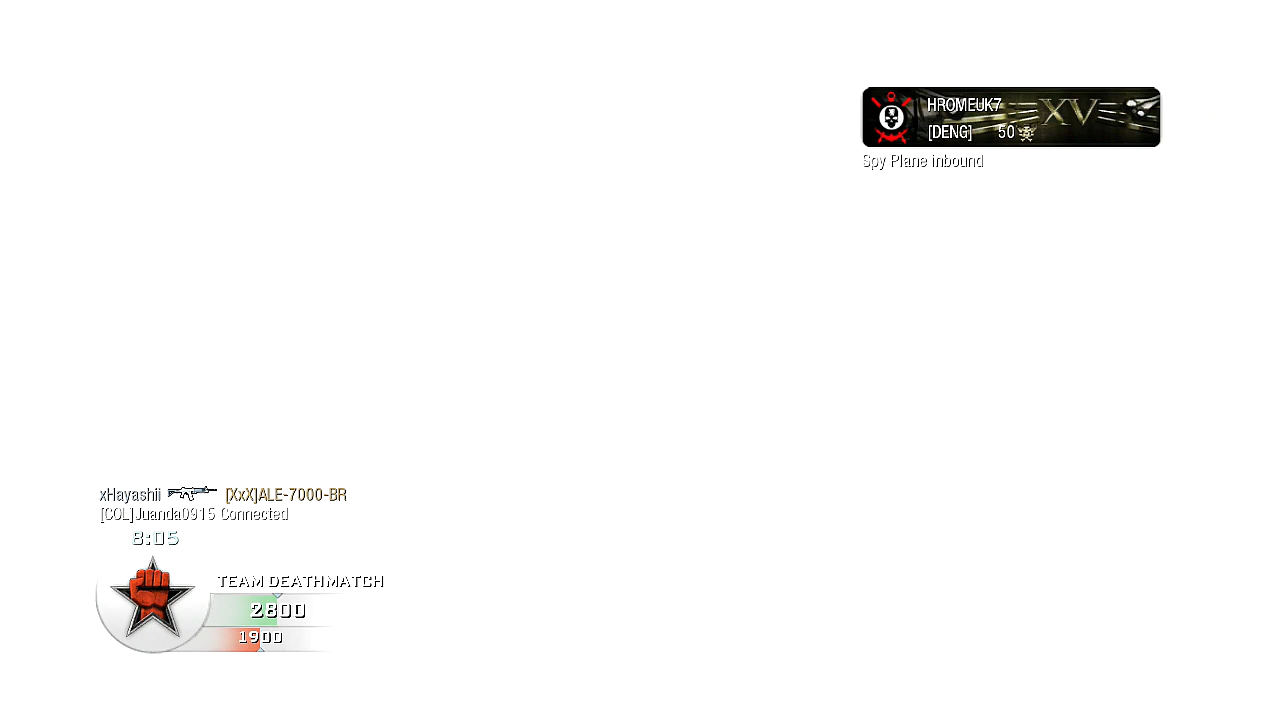 HROMEUK7
XV
[DENG] 50
Spy Plane inbound
xHayashii [XxX]ALE-7000-BR
[COL]Juanda0915 Connected
8:05
TEAM DEATHMATCH
2800
1900